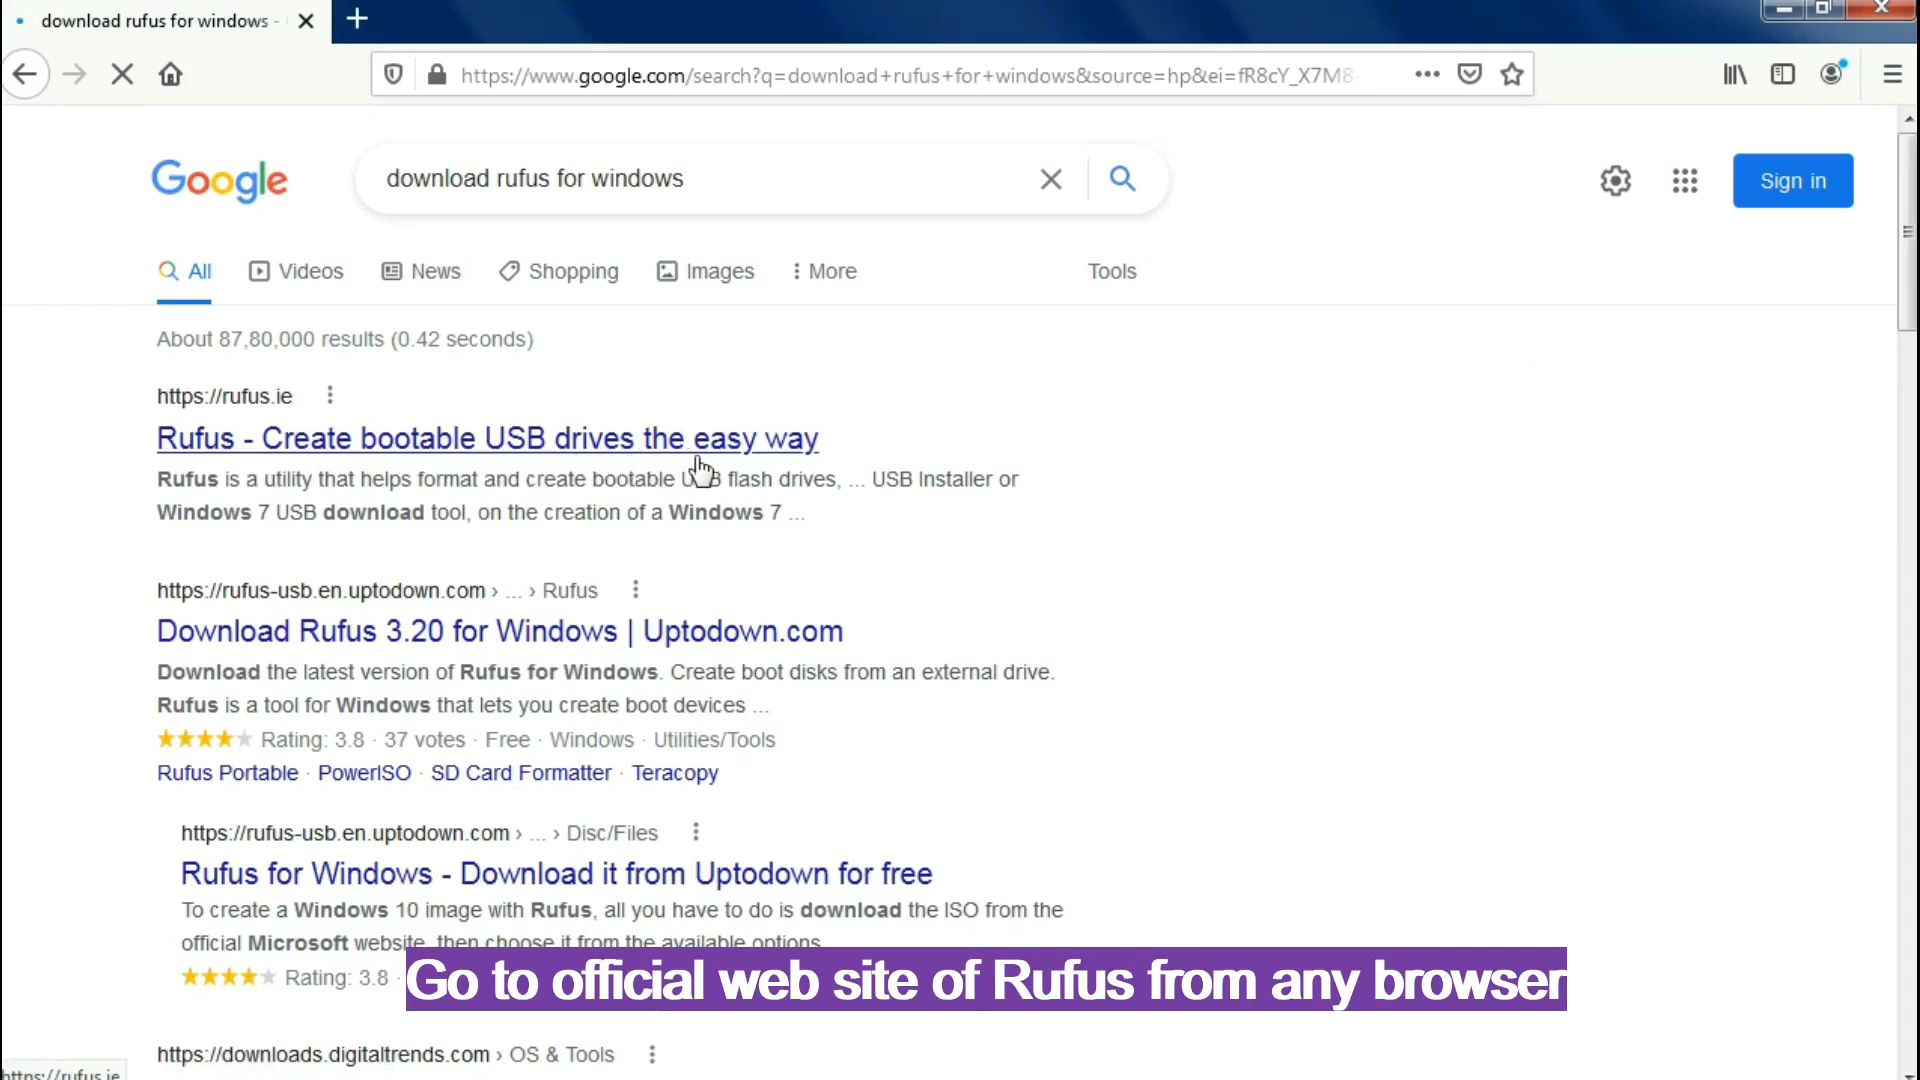 download rufus for windows -
https://www.google.com/search?q=download+rufus+for+windows&source=hp&ei=fR8cY_X7M8-
Google
download rufus for windows
Sign in
All Videos News Shopping Images More Tools
About 87,80,000 results (0.42 seconds)
https://rufus.ie
Rufus - Create bootable USB drives the easy way
Rufus is a utility that helps format and create bootable USB flash drives, ... USB Installer or
Windows 7 USB download tool, on the creation of a Windows 7 ...
https://rufus-usb.en.uptodown.com › ... › Rufus
Download Rufus 3.20 for Windows | Uptodown.com
Download the latest version of Rufus for Windows. Create boot disks from an external drive.
Rufus is a tool for Windows that lets you create boot devices ...
Rating: 3.8 · 37 votes · Free · Windows · Utilities/Tools
Rufus Portable · PowerISO · SD Card Formatter · Teracopy
https://rufus-usb.en.uptodown.com › ... › Disc/Files
Rufus for Windows - Download it from Uptodown for free
To create a Windows 10 image with Rufus, all you have to do is download the ISO from the
official Microsoft website, then choose it from the available options.
Rating: 3.8 ·
Go to official web site of Rufus from any browser
https://downloads.digitaltrends.com › OS & Tools
https://rufus.ie